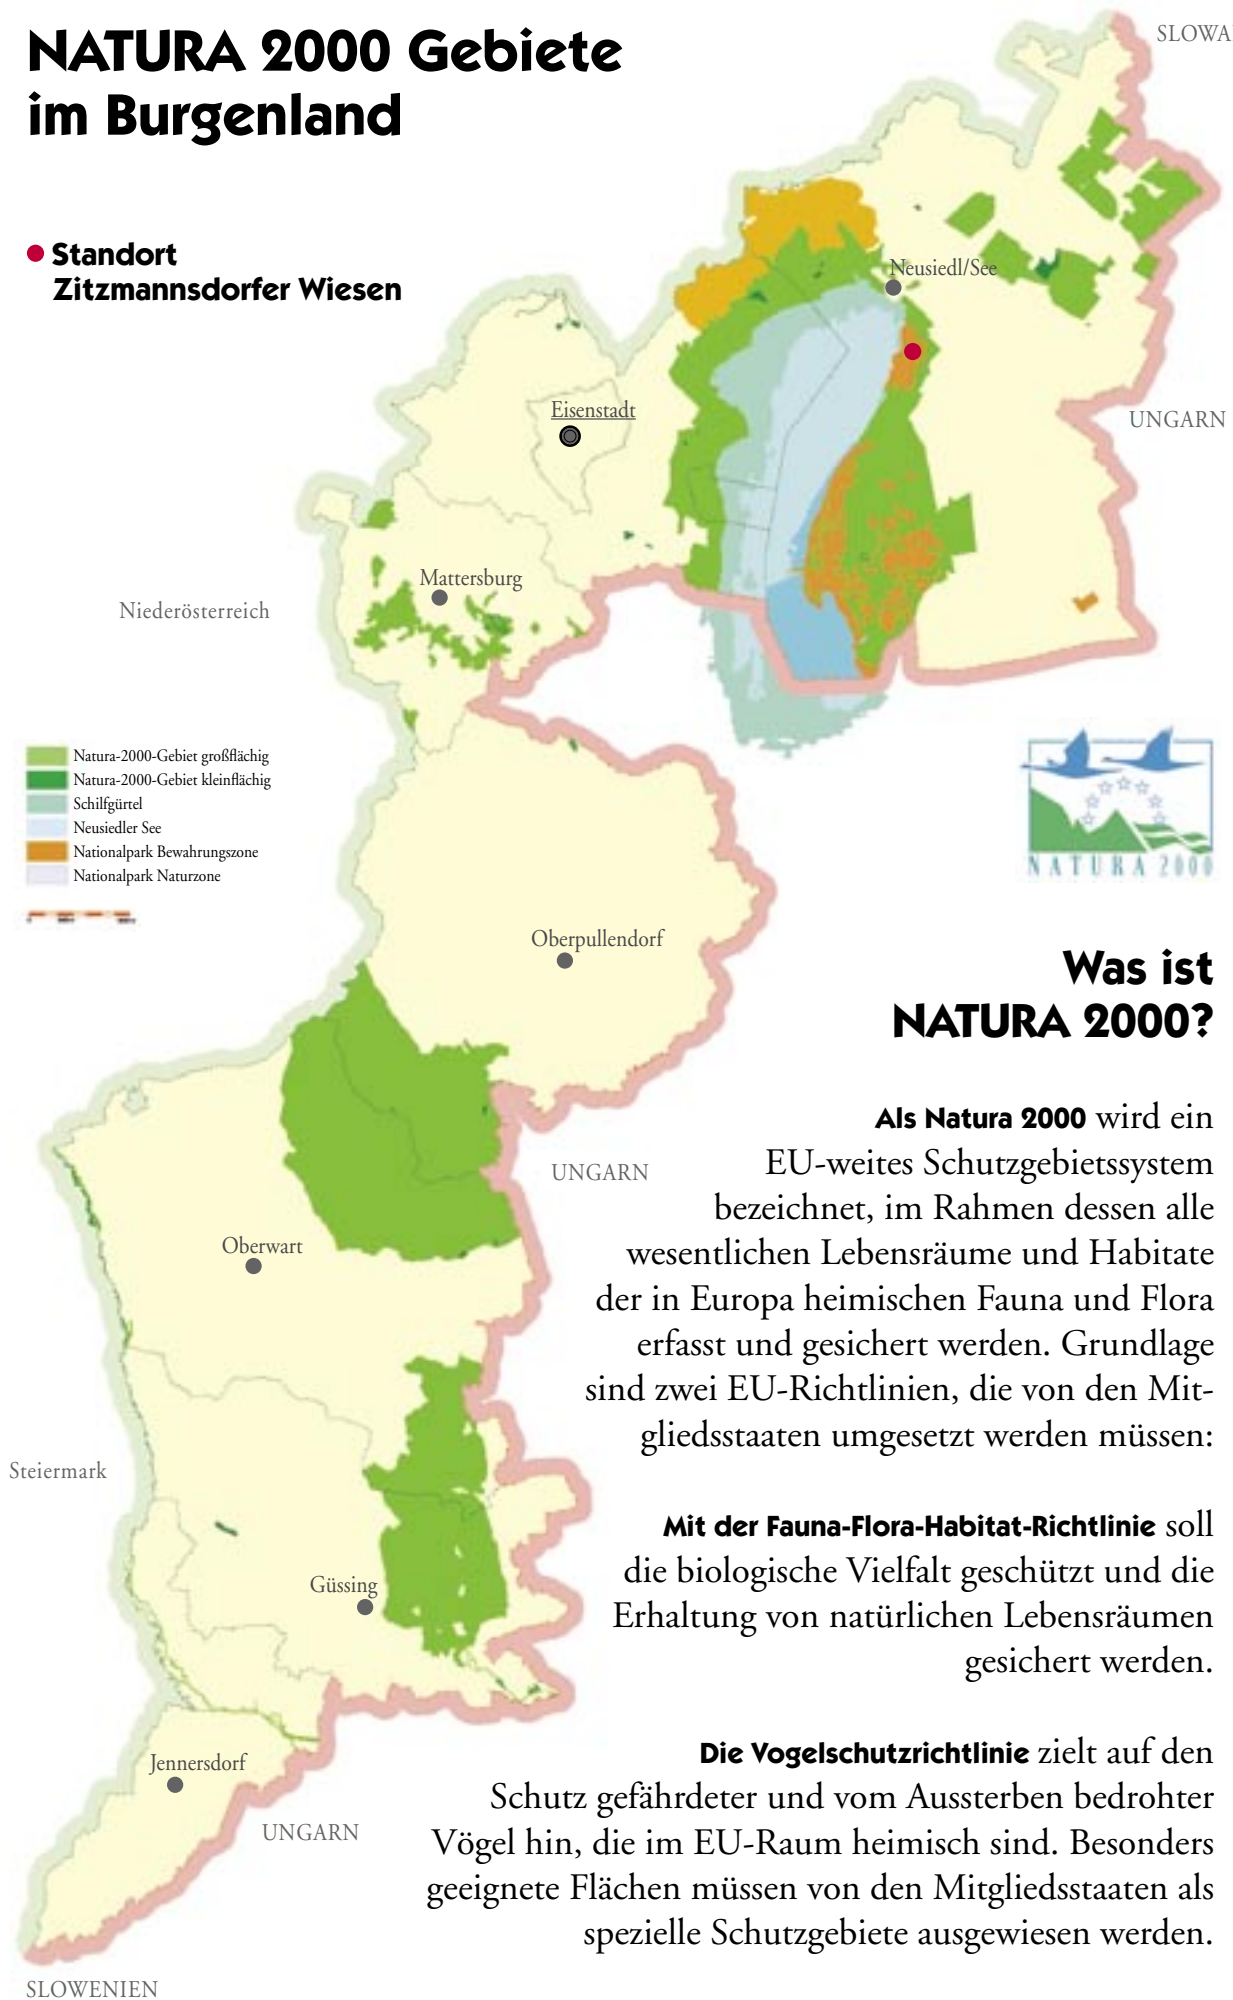 NATURA 2000 Gebiete
im Burgenland
SLOWA
Standort
Zitzmannsdorfer Wiesen
Neusiedl/See
Eisenstadt
UNGARN
Mattersburg
Niederösterreich
Natura-2000-Gebiet großflächig
Natura-2000-Gebiet kleinflächig
Schilfgürtel
Neusiedler See
Nationalpark Bewahrungszone
Nationalpark Naturzone
NATURA 2000
Oberpullendorf
Was ist
NATURA 2000?
Als Natura 2000 wird ein
EU-weites Schutzgebietssystem
bezeichnet, im Rahmen dessen alle
wesentlichen Lebensräume und Habitate
der in Europa heimischen Fauna und Flora
erfasst und gesichert werden. Grundlage
sind zwei EU-Richtlinien, die von den Mit-
gliedsstaaten umgesetzt werden müssen:
UNGARN
Oberwart
Steiermark
Mit der Fauna-Flora-Habitat-Richtlinie soll
die biologische Vielfalt geschützt und die
Erhaltung von natürlichen Lebensräumen
gesichert werden.
Güssing
Die Vogelschutzrichtlinie zielt auf den
Schutz gefährdeter und vom Aussterben bedrohter
Vögel hin, die im EU-Raum heimisch sind. Besonders
geeignete Flächen müssen von den Mitgliedsstaaten als
spezielle Schutzgebiete ausgewiesen werden.
Jennersdorf
UNGARN
SLOWENIEN